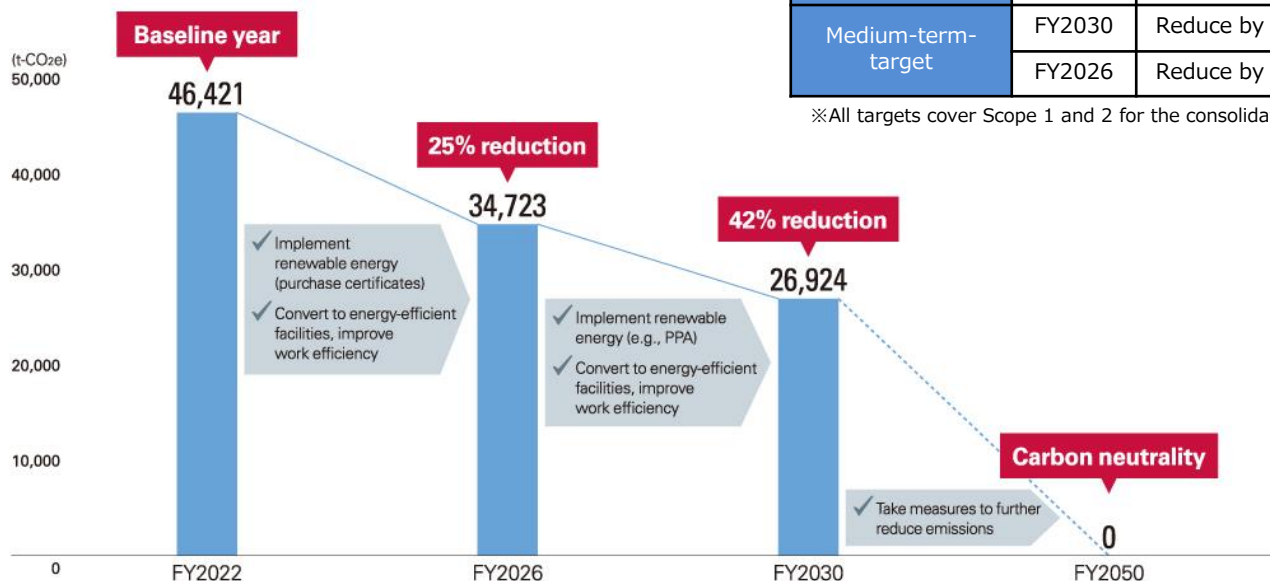 Medium-term-
target
FY2030 Reduce by
FY2026 Reduce by
※All targets cover Scope 1 and 2 for the consolida
(t-CO2e)
50,000
40,000
30,000
20,000
10,000
0
Baseline year
46,421
25% reduction
34,723
42% reduction
26,924
Carbon neutrality
0
✓ Implement
renewable energy
(purchase certificates)
✓ Convert to energy-efficient
facilities, improve
work efficiency
✓ Implement renewable
energy (e.g., PPA)
✓ Convert to energy-efficient
facilities, improve
work efficiency
✓ Take measures to further
reduce emissions
FY2022
FY2026
FY2030
FY2050